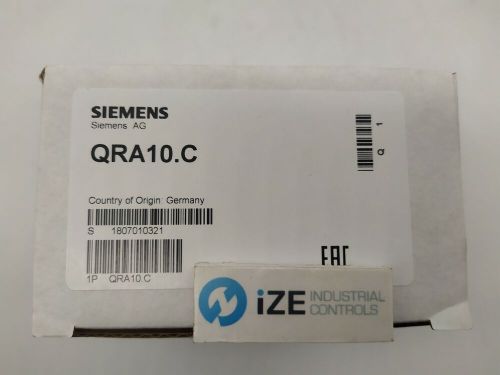 SIEMENS
Siemens AG
QRA10.C
Country of Origin: Germany
S 1807010321
1P QRA10.C
Q 1
EAC
iZE INDUSTRIAL
CONTROLS